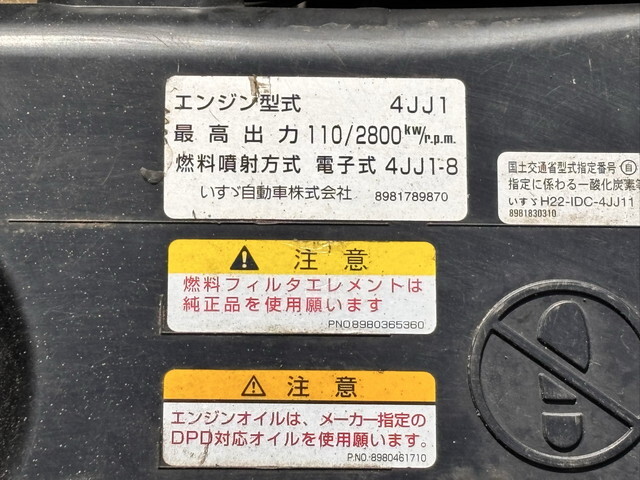 エンジン型式 4JJ1
最高出力 110/2800kW/r.p.m.
燃料噴射方式 電子式 4JJ1-8
いすゞ自動車株式会社 8981789870
国土交通省型式指定番号 自
指定に係わる一酸化炭素等
いすゞ H22-IDC-4JJ11
8981830310
注意
燃料フィルタエレメントは
純正品を使用願います
PNO.8980365360
注意
エンジンオイルは、メーカー指定の
DPD対応オイルを使用願います。
P.NO.8980461710